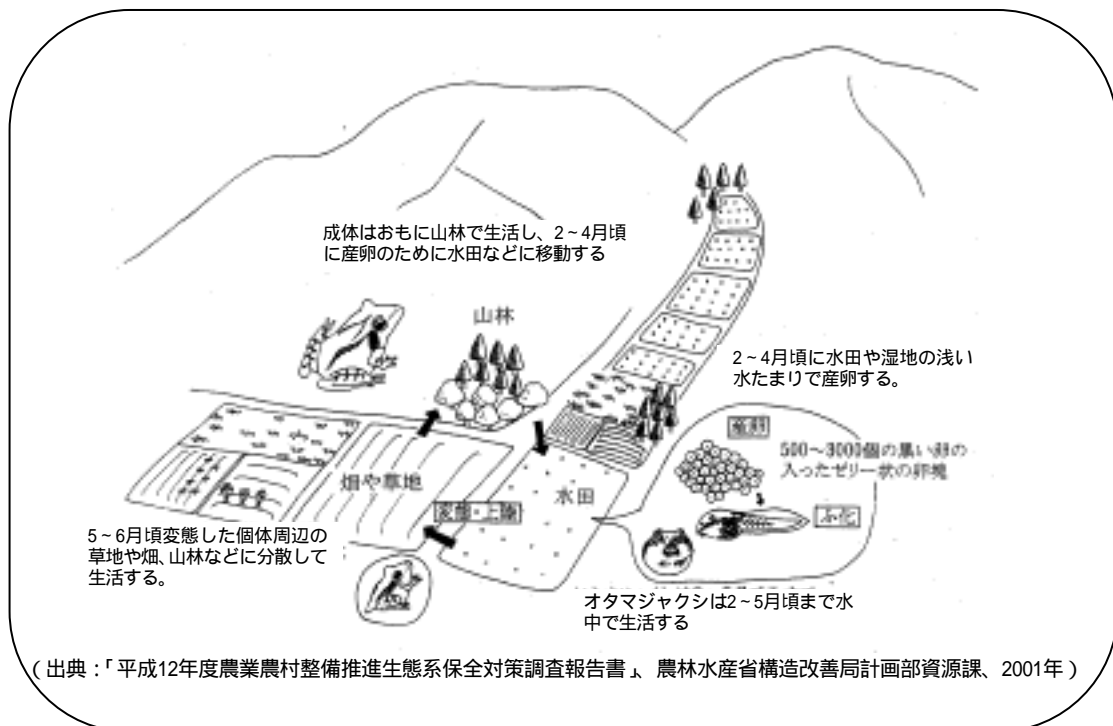 成体はおもに山林で生活し、2~4月頃
に産卵のために水田などに移動する
山林
2~4月頃に水田や湿地の浅い
水たまりで産卵する。
産卵
500~3000個の黒い卵の
入ったゼリー状の卵塊
畑や草地
水田
変態・上陸
ふ化
5~6月頃変態した個体周辺の
草地や畑、山林などに分散して
生活する。
オタマジャクシは2~5月頃まで水
中で生活する
(出典:「平成12年度農業農村整備推進生態系保全対策調査報告書」、農林水産省構造改善局計画部資源課、2001年)